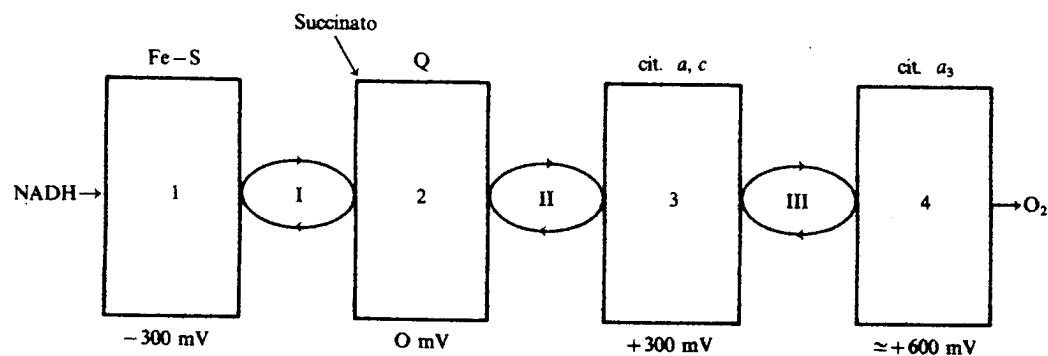 Succinato
Fe–S
Q
cit. a, c
cit. a₃
NADH
1
I
2
II
3
III
4
O₂
−300 mV
O mV
+300 mV
≃+600 mV